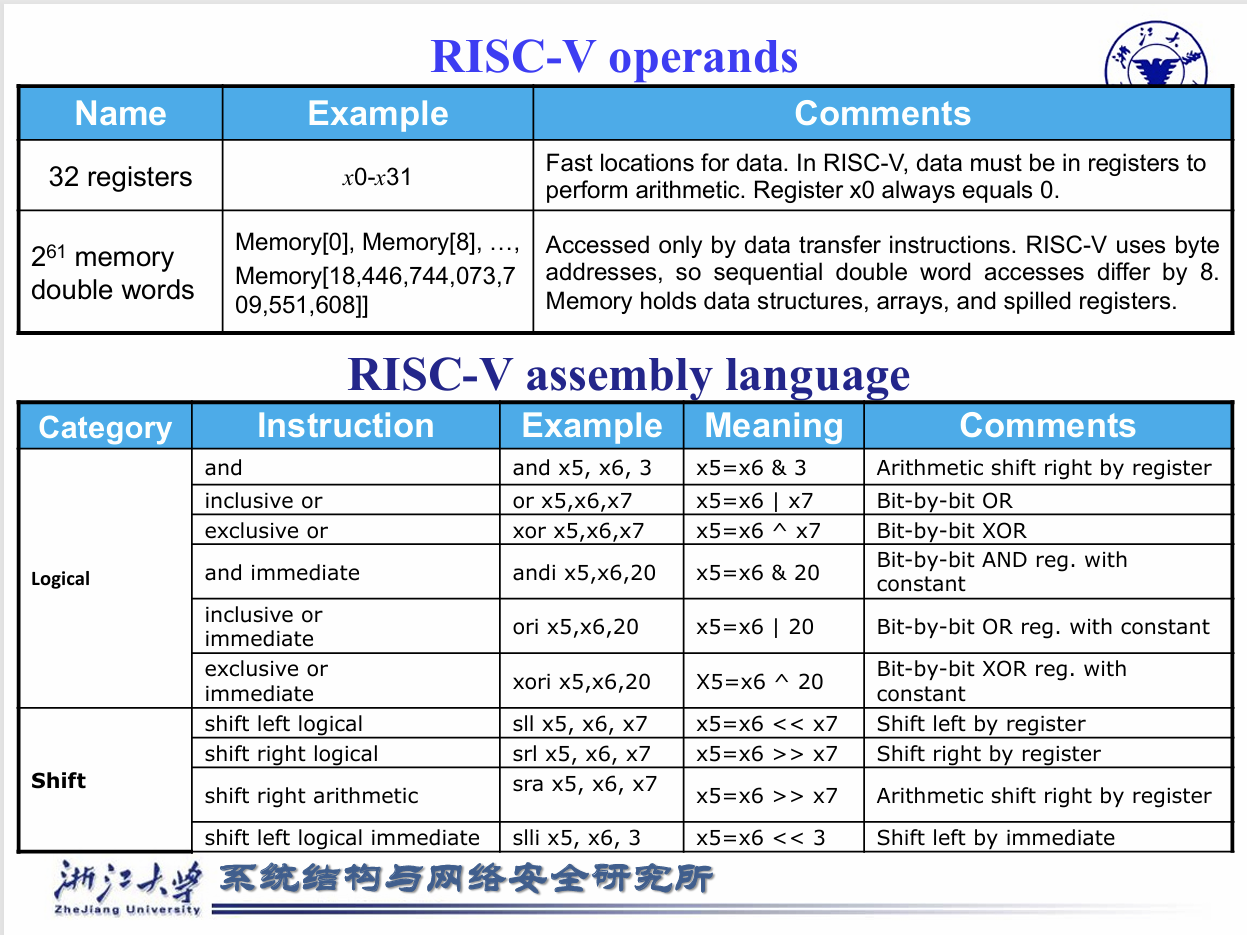 RISC-V operands
Name Example Comments
32 registers x0-x31 Fast locations for data. In RISC-V, data must be in registers to
perform arithmetic. Register x0 always equals 0.
2^61 memory
double words
Memory[0], Memory[8], …,
Memory[18,446,744,073,7
09,551,608]]
Accessed only by data transfer instructions. RISC-V uses byte
addresses, so sequential double word accesses differ by 8.
Memory holds data structures, arrays, and spilled registers.
RISC-V assembly language
Category Instruction Example Meaning Comments
Logical
and and x5, x6, 3 x5=x6 & 3 Arithmetic shift right by register
inclusive or or x5,x6,x7 x5=x6 | x7 Bit-by-bit OR
exclusive or xor x5,x6,x7 x5=x6 ^ x7 Bit-by-bit XOR
and immediate andi x5,x6,20 x5=x6 & 20 Bit-by-bit AND reg. with
constant
inclusive or
immediate
ori x5,x6,20 x5=x6 | 20 Bit-by-bit OR reg. with constant
exclusive or
immediate
xori x5,x6,20 X5=x6 ^ 20 Bit-by-bit XOR reg. with
constant
Shift
shift left logical sll x5, x6, x7 x5=x6 << x7 Shift left by register
shift right logical srl x5, x6, x7 x5=x6 >> x7 Shift right by register
shift right arithmetic sra x5, x6, x7 x5=x6 >> x7 Arithmetic shift right by register
shift left logical immediate slli x5, x6, 3 x5=x6 << 3 Shift left by immediate
浙江大学 系统结构与网络安全研究所
ZheJiang University